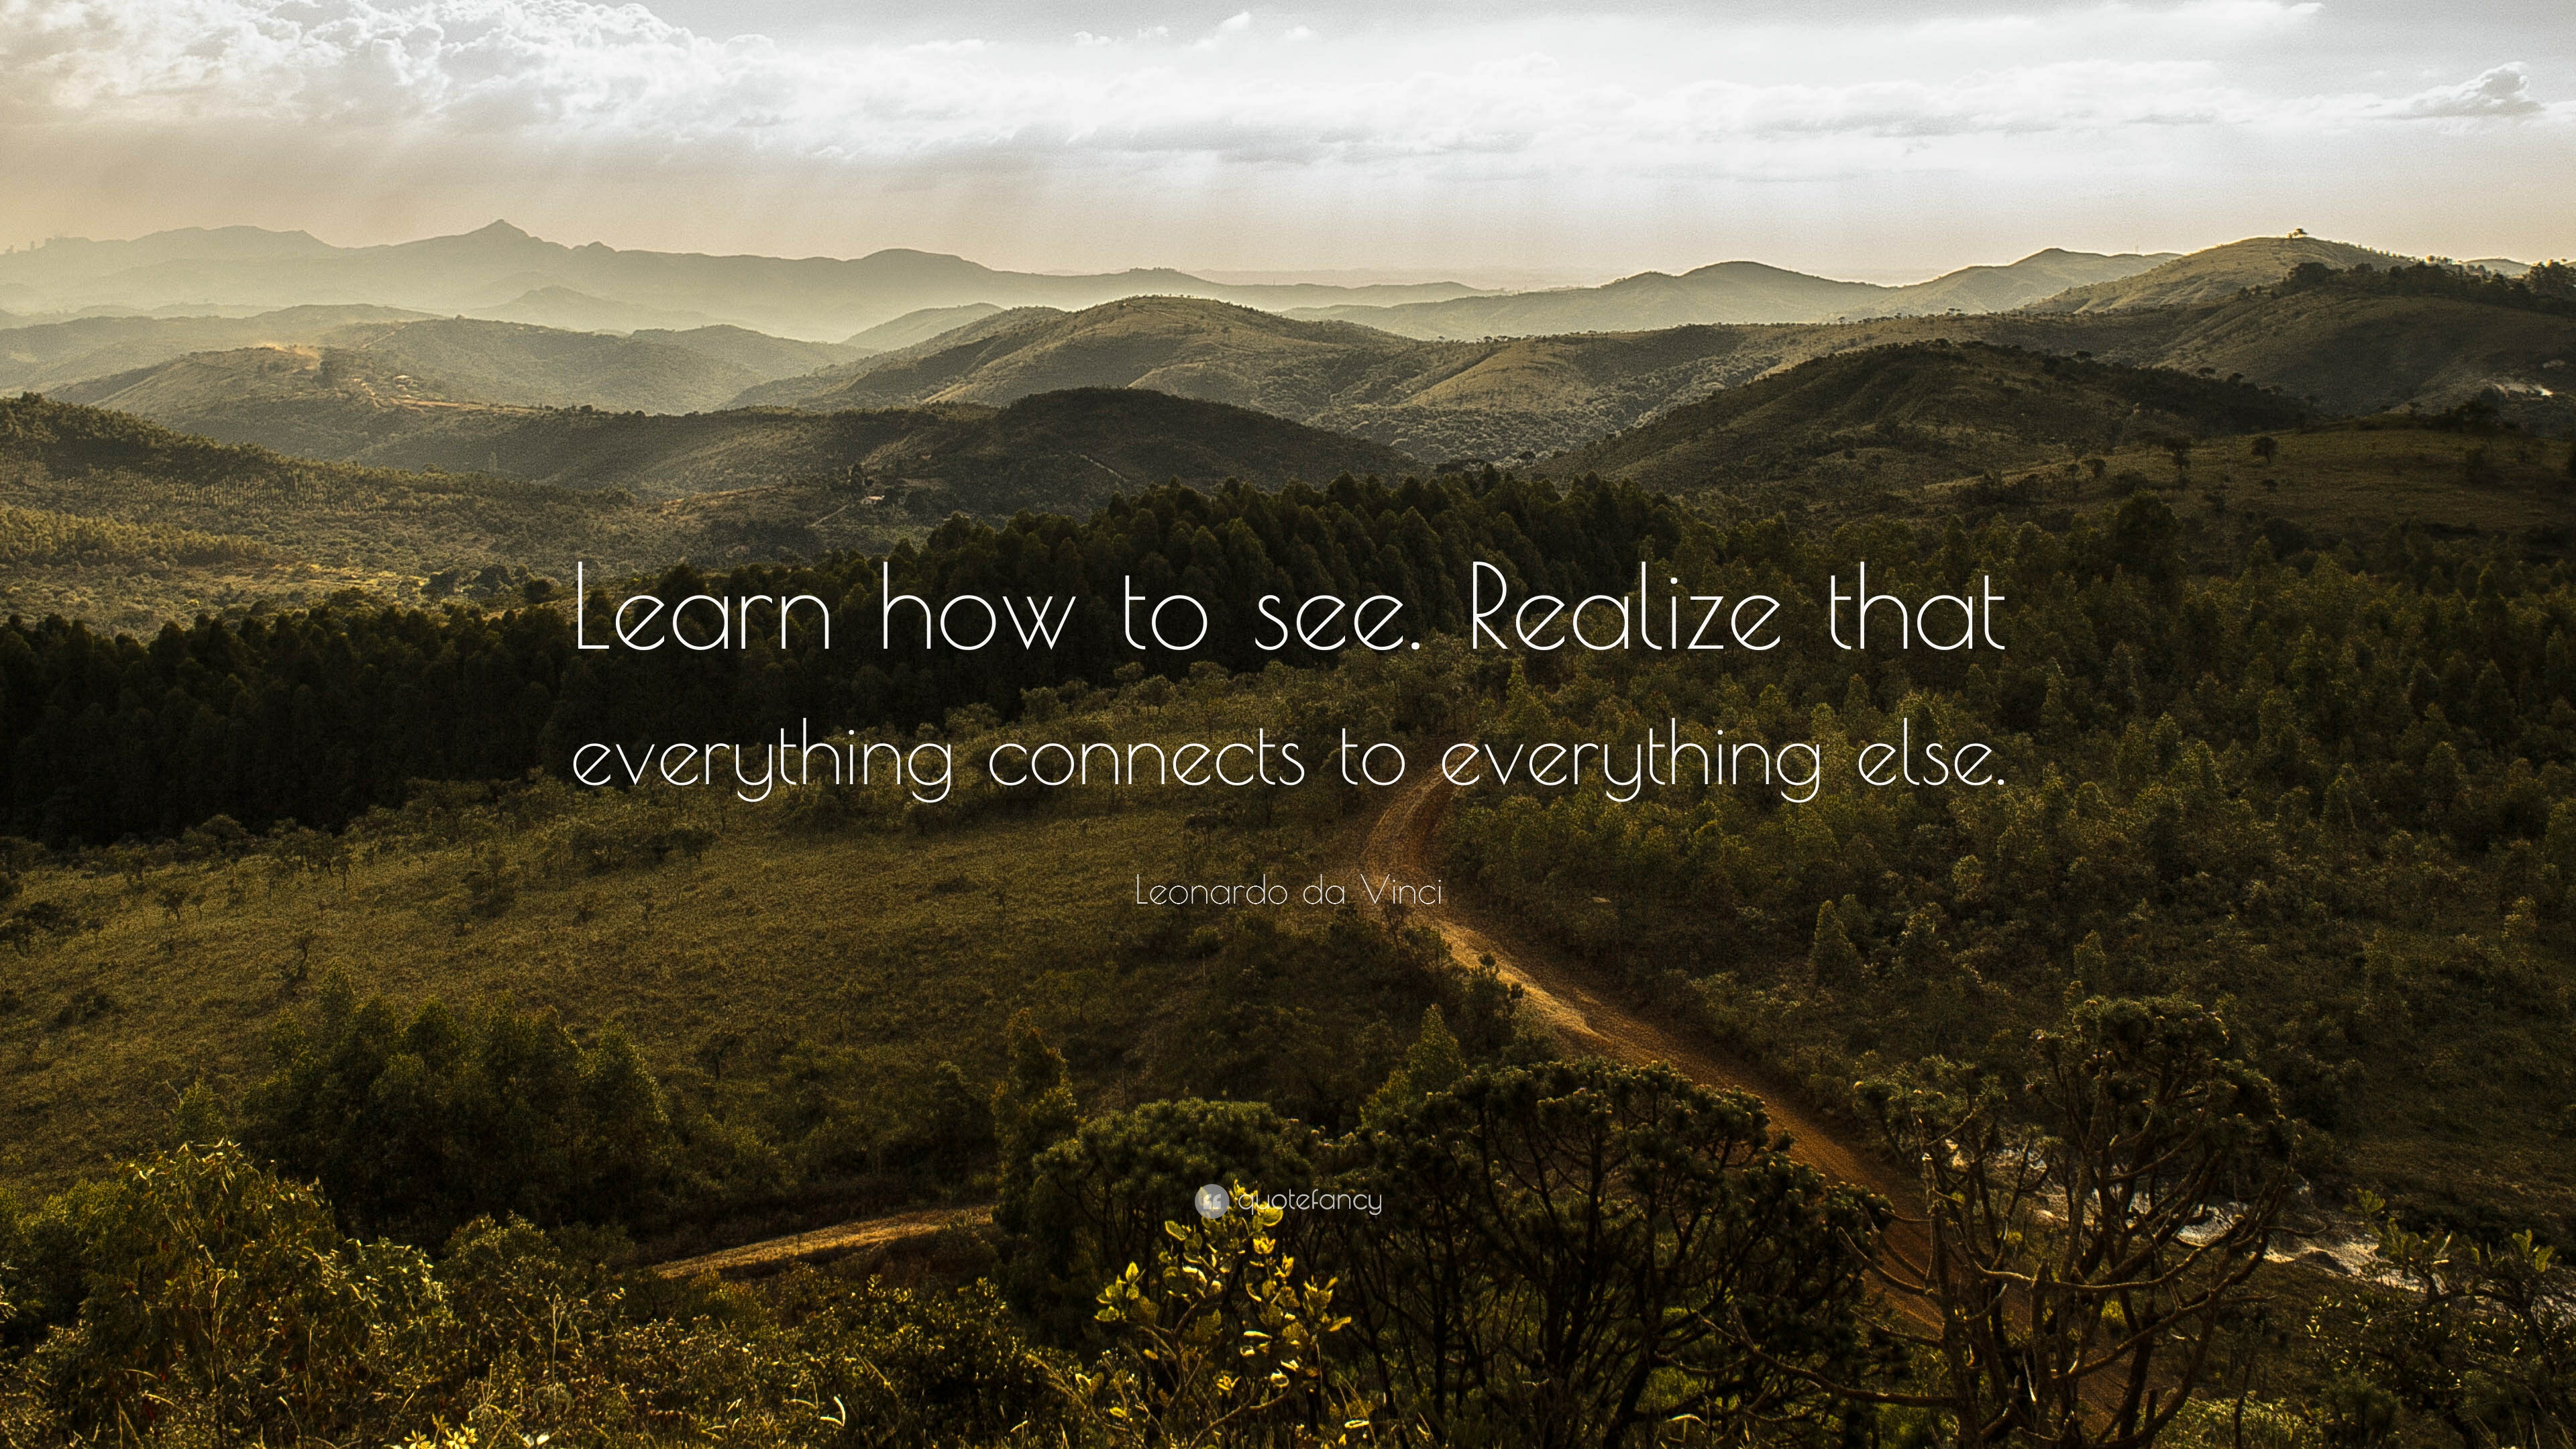 Learn how to see. Realize that
everything connects to everything else.
Leonardo da Vinci
quotefancy